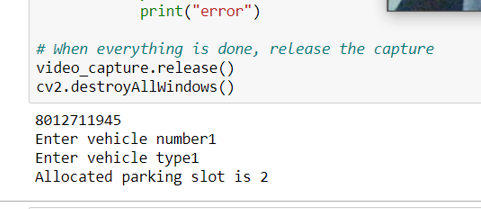 print("error")
# When everything is done, release the capture
video_capture.release()
cv2.destroyAllWindows()
8012711945
Enter vehicle number1
Enter vehicle type1
Allocated parking slot is 2